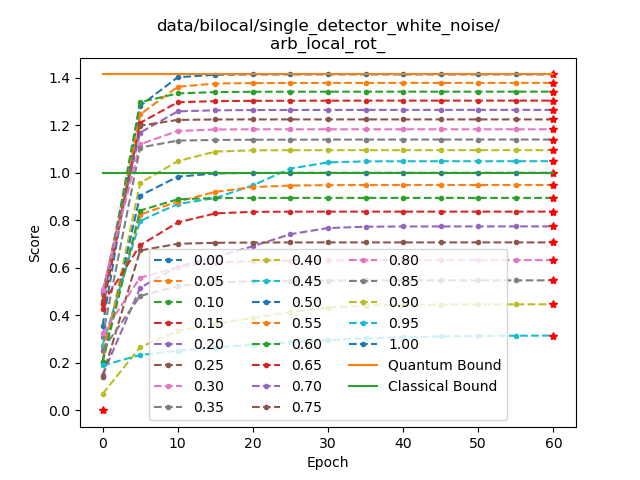 data/bilocal/single_detector_white_noise/
arb_local_rot_
Score
1.4
1.2
1.0
0.8
0.6
0.4
0.2
0.0
0.00 0.40 0.80
0.05 0.45 0.85
0.10 0.50 0.90
0.15 0.55 0.95
0.20 0.60 1.00
0.25 0.65 Quantum Bound
0.30 0.70 Classical Bound
0.35 0.75
0 10 20 30 40 50 60
Epoch